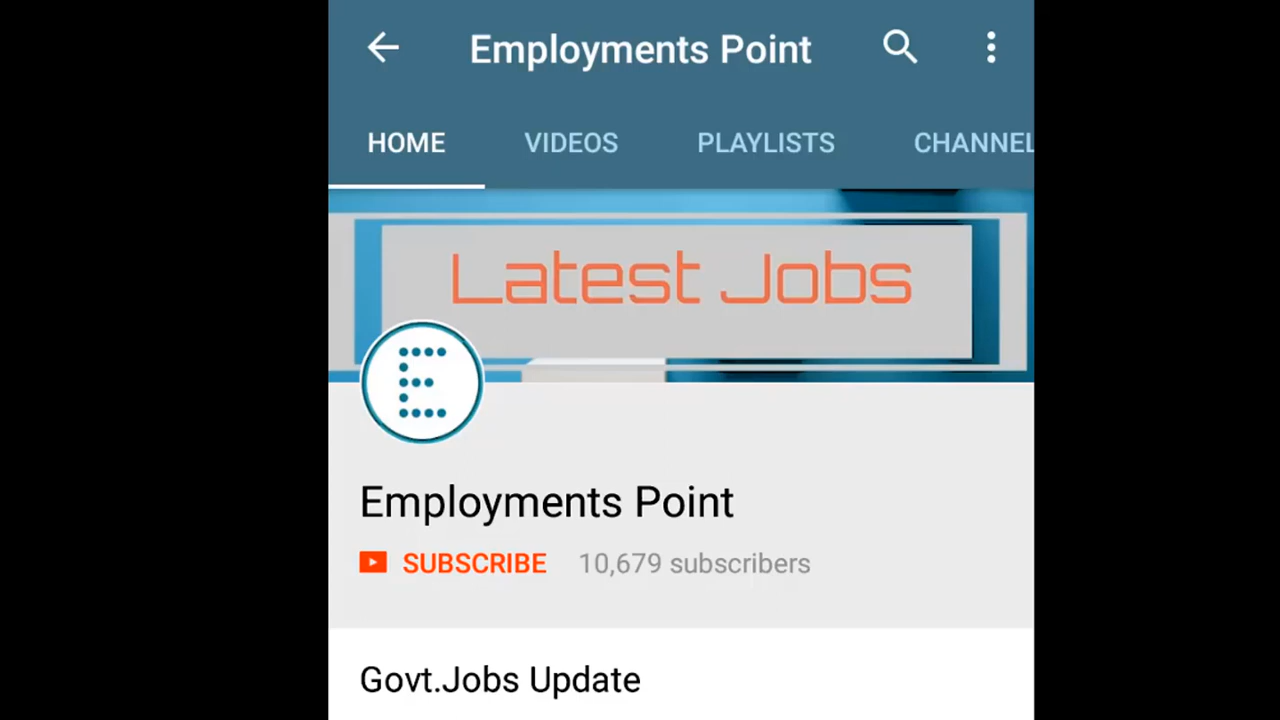 Employments Point
HOME VIDEOS PLAYLISTS CHANNEL
Latest Jobs
E
Employments Point
SUBSCRIBE 10,679 subscribers
Govt.Jobs Update